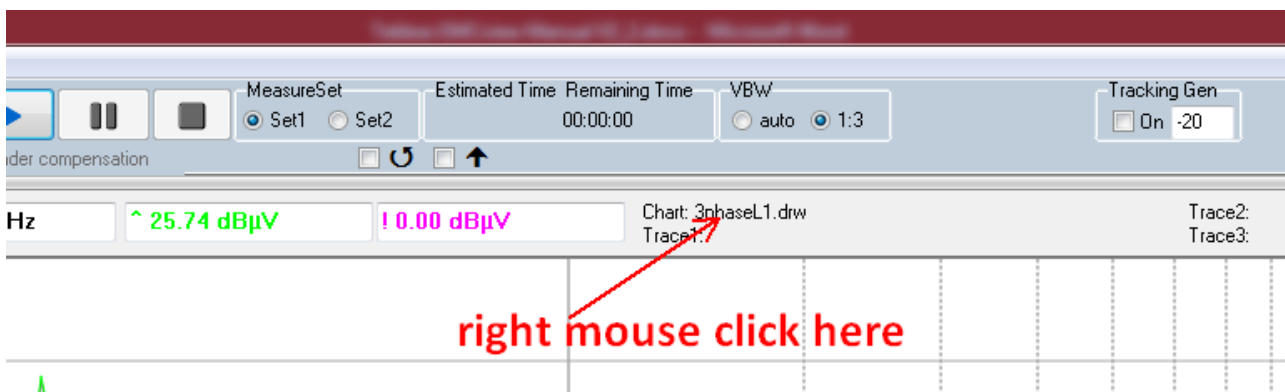 MeasureSet
Estimated Time Remaining Time
VBW
Tracking Gen
Set1 Set2
00:00:00
auto 1:3
On -20
compensation
Hz
^ 25.74 dBµV
! 0.00 dBµV
Chart: 3phaseL1.drw
Trace2:
Trace1:
Trace3:
right mouse click here